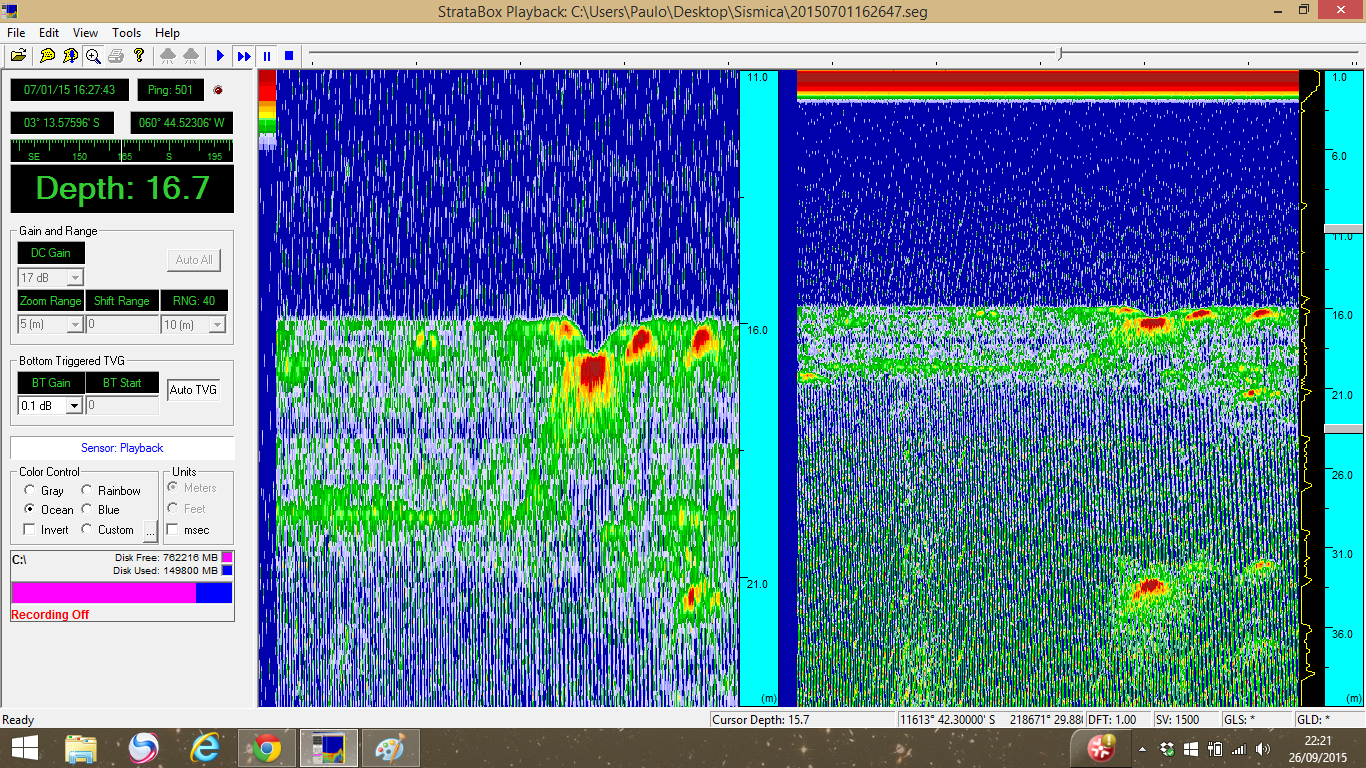 StrataBox Playback: C:\Users\Paulo\Desktop\Sismica\20150701162647.seg
File Edit View Tools Help
07/01/15 16:27:43 Ping: 501
03° 13.57596' S 060° 44.52306' W
SE 150 165 S 195
Depth: 16.7
Gain and Range
DC Gain Auto All
17 dB
Zoom Range Shift Range RNG: 40
5 (m) 0 10 (m)
Bottom Triggered TVG
BT Gain BT Start Auto TVG
0.1 dB 0
Sensor: Playback
Color Control Units
Gray Rainbow Meters
Ocean Blue Feet
Invert Custom ... msec
C:\ Disk Free: 762216 MB
Disk Used: 149800 MB
Recording Off
11.0
16.0
21.0
(m)
1.0
6.0
11.0
16.0
21.0
26.0
31.0
36.0
(m)
Ready Cursor Depth: 15.7 11613° 42.30000' S 218671° 29.88 DFT: 1.00 SV: 1500 GLS: * GLD: *
22:21
26/09/2015